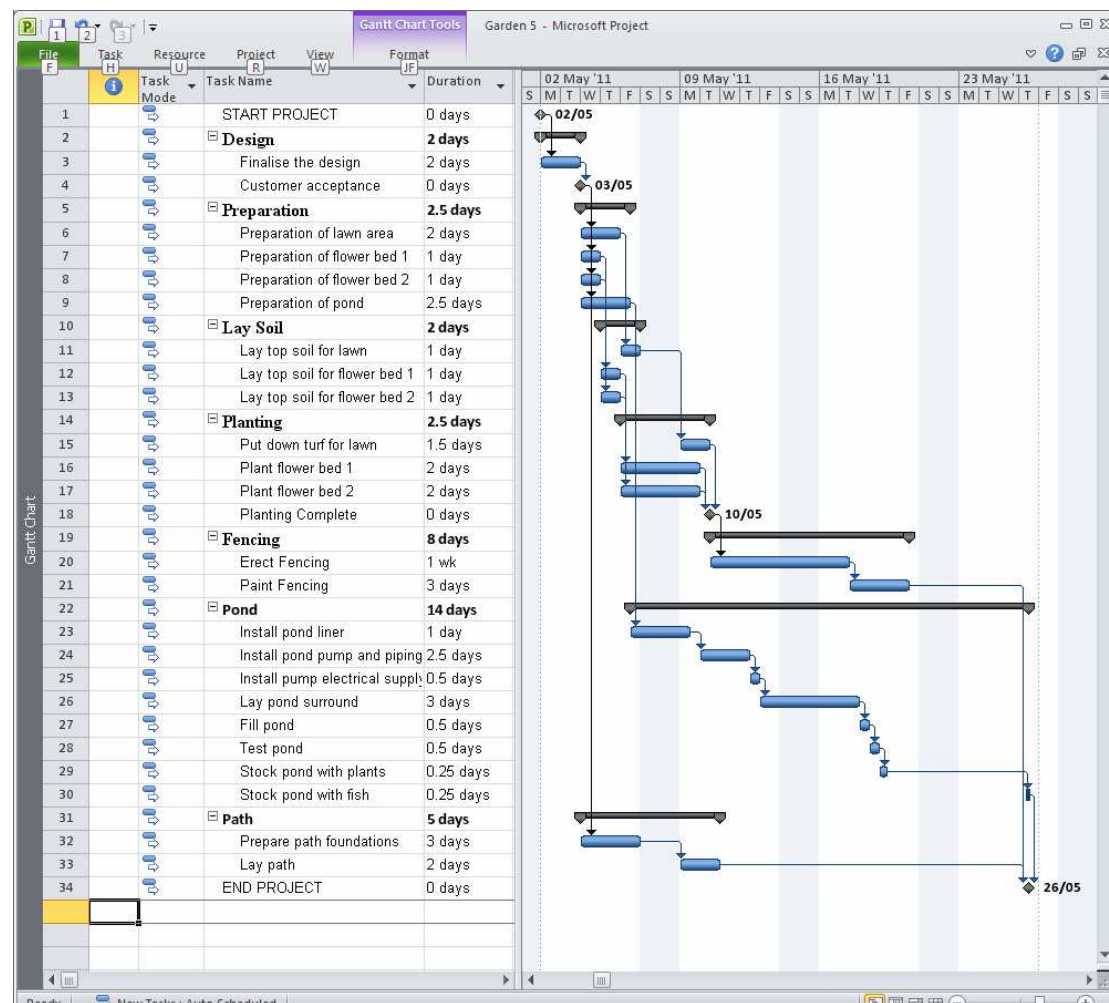 Gantt Chart Tools Garden 5 - Microsoft Project
1 2 3
File Task Resource Project View Format
F H U R W JF
Task Mode Task Name Duration
02 May '11 09 May '11 16 May '11 23 May '11
S M T W T F S S M T W T F S S M T W T F S S M T W T F S S
1 START PROJECT 0 days 02/05
2 Design 2 days
3 Finalise the design 2 days
4 Customer acceptance 0 days 03/05
5 Preparation 2.5 days
6 Preparation of lawn area 2 days
7 Preparation of flower bed 1 1 day
8 Preparation of flower bed 2 1 day
9 Preparation of pond 2.5 days
10 Lay Soil 2 days
11 Lay top soil for lawn 1 day
12 Lay top soil for flower bed 1 1 day
13 Lay top soil for flower bed 2 1 day
14 Planting 2.5 days
15 Put down turf for lawn 1.5 days
16 Plant flower bed 1 2 days
17 Plant flower bed 2 2 days
18 Planting Complete 0 days 10/05
19 Fencing 8 days
20 Erect Fencing 1 wk
21 Paint Fencing 3 days
22 Pond 14 days
23 Install pond liner 1 day
24 Install pond pump and piping 2.5 days
25 Install pump electrical supply 0.5 days
26 Lay pond surround 3 days
27 Fill pond 0.5 days
28 Test pond 0.5 days
29 Stock pond with plants 0.25 days
30 Stock pond with fish 0.25 days
31 Path 5 days
32 Prepare path foundations 3 days
33 Lay path 2 days
34 END PROJECT 0 days 26/05
Gantt Chart
Ready New Tasks : Auto Scheduled